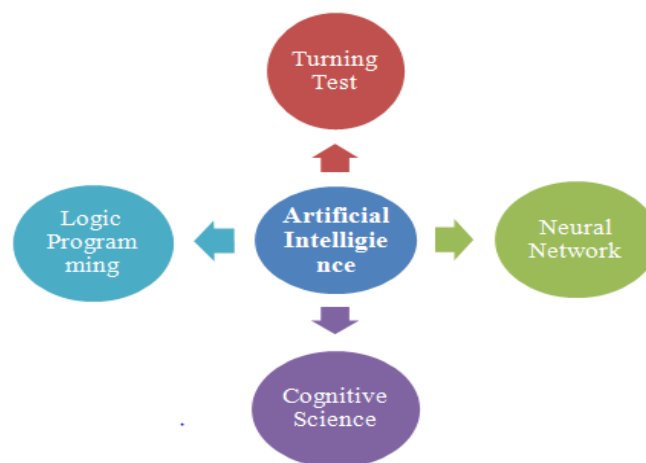 Turning
Test
Logic
Program
ming
Artificial
Intelligie
nce
Neural
Network
Cognitive
Science